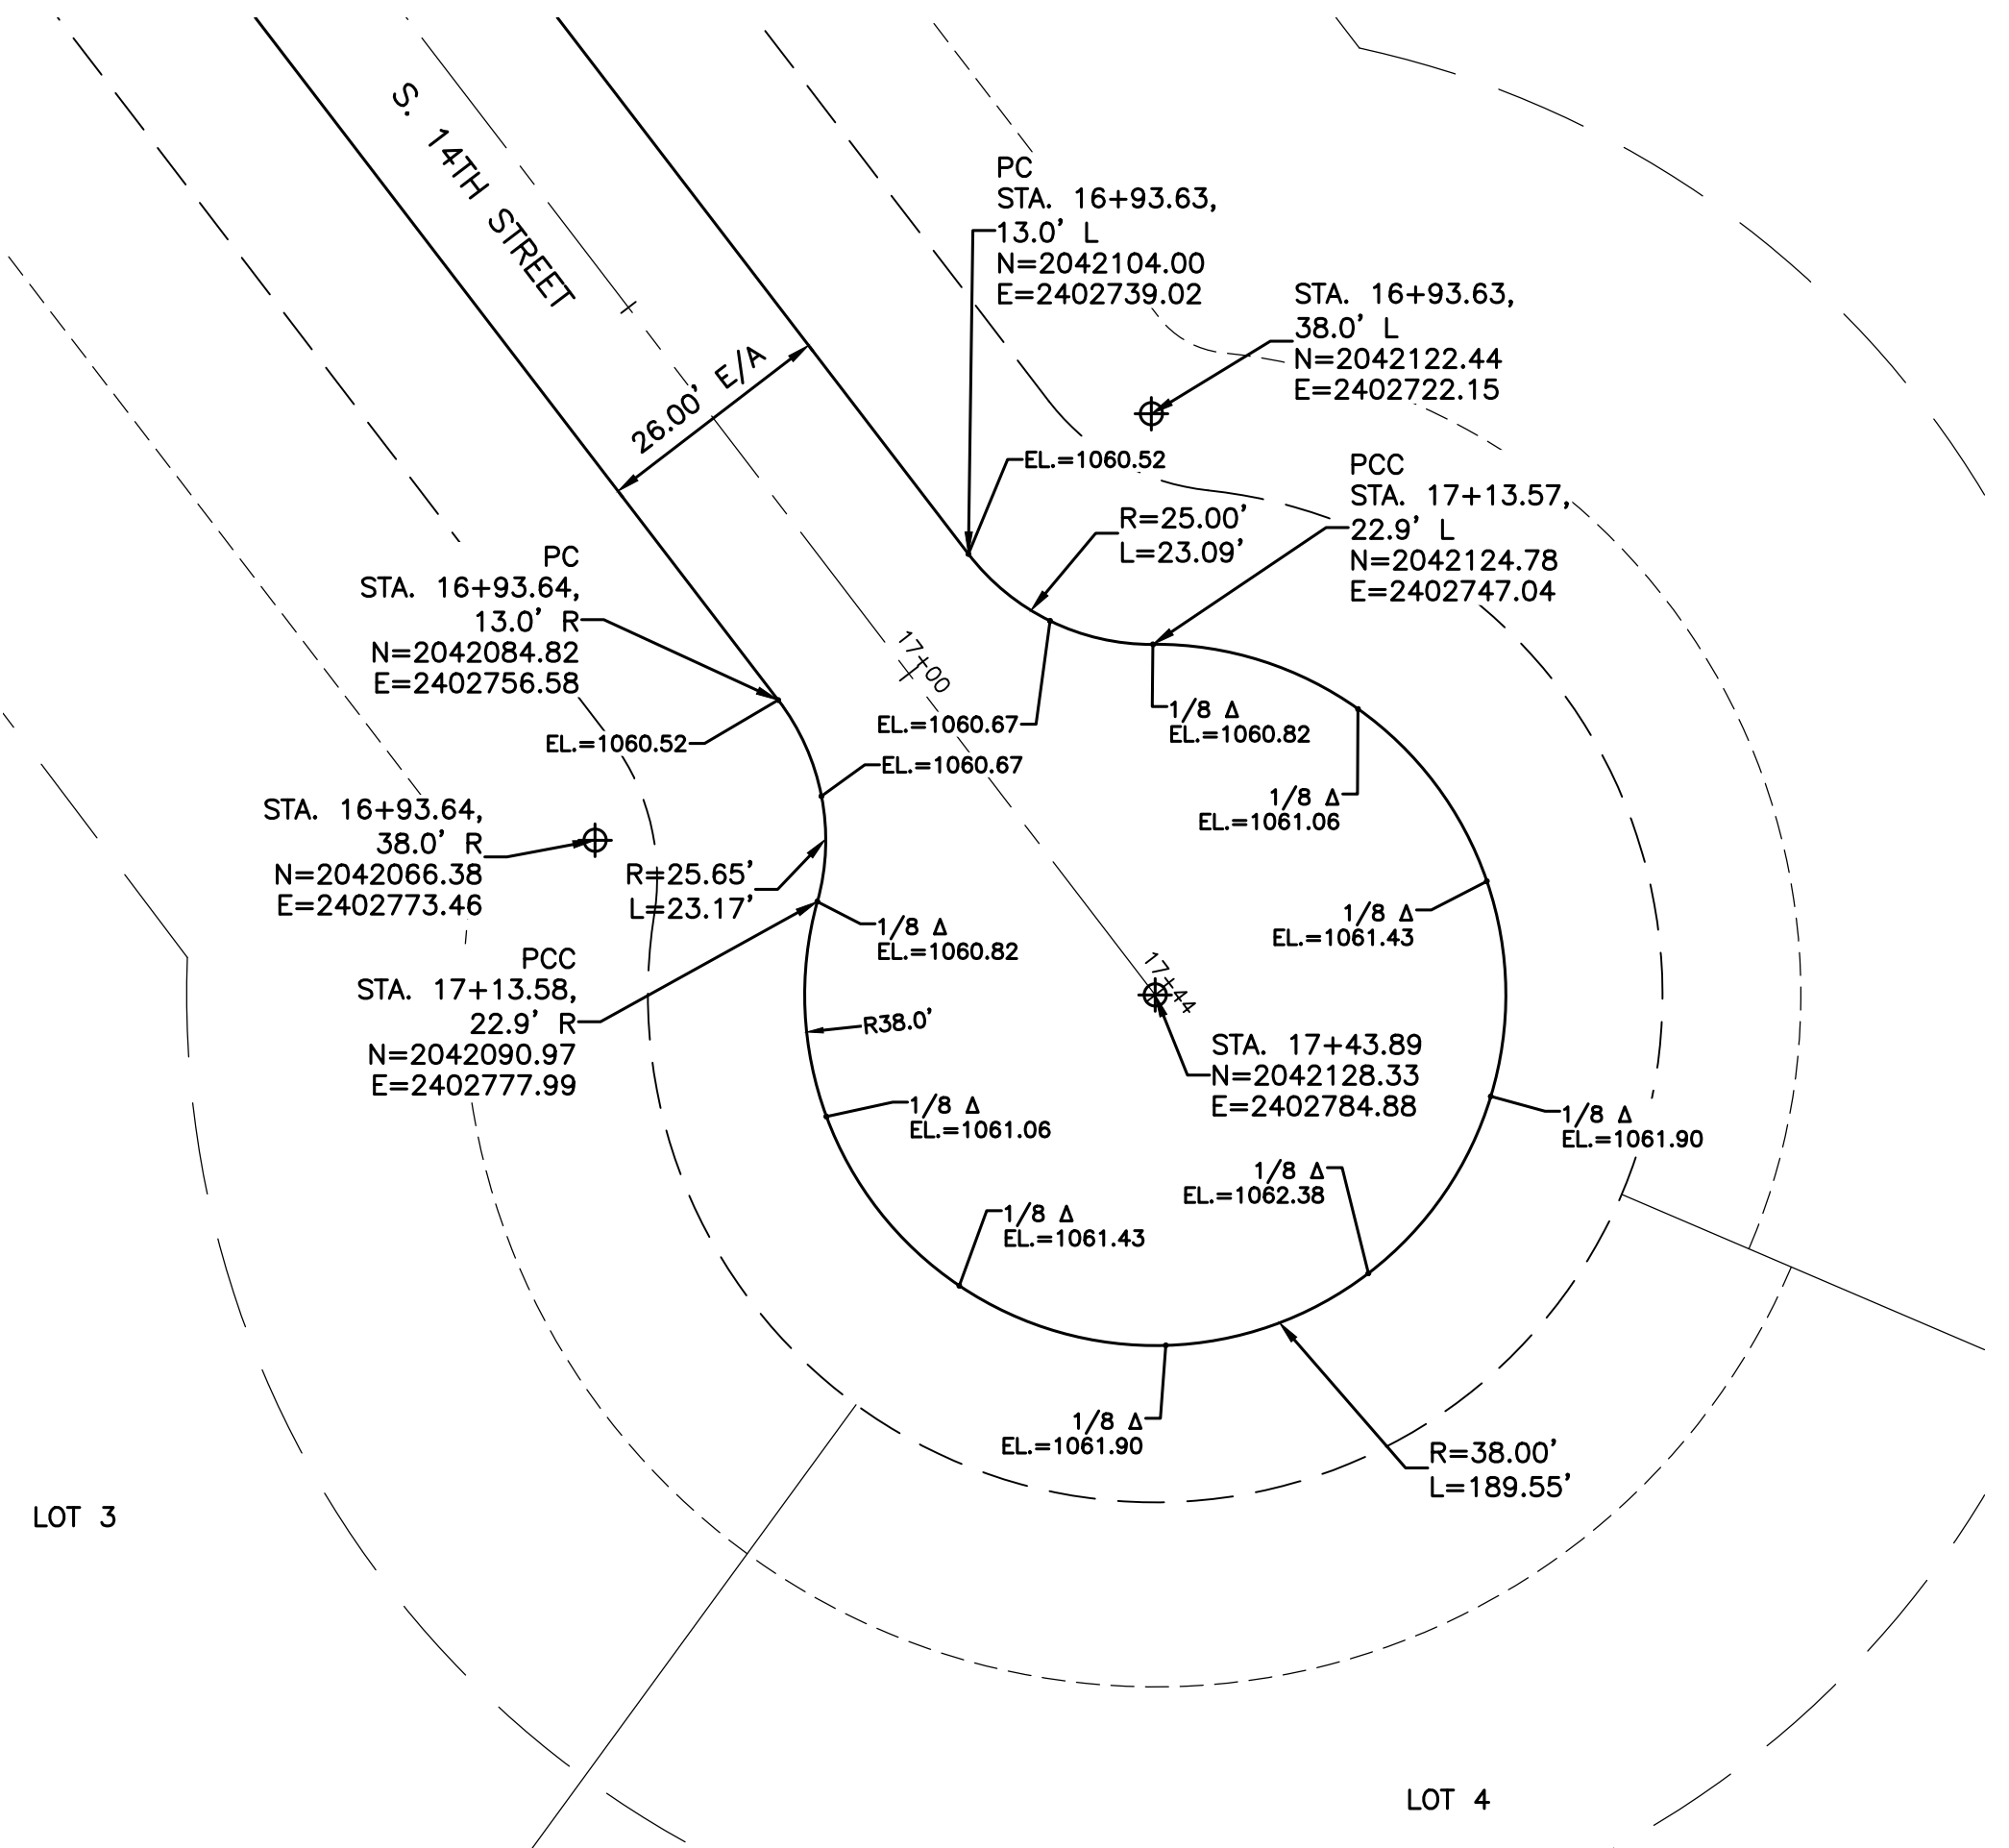 S. 14TH STREET
26.00' E/A
PC
STA. 16+93.63,
13.0' L
N=2042104.00
E=2402739.02
STA. 16+93.63,
38.0' L
N=2042122.44
E=2402722.15
EL.=1060.52
R=25.00'
L=23.09'
PCC
STA. 17+13.57,
22.9' L
N=2042124.78
E=2402747.04
PC
STA. 16+93.64,
13.0' R
N=2042084.82
E=2402756.58
EL.=1060.52
17+00
EL.=1060.67
EL.=1060.67
1/8 Δ
EL.=1060.82
1/8 Δ
EL.=1061.06
STA. 16+93.64,
38.0' R
N=2042066.38
E=2402773.46
R=25.65'
L=23.17'
1/8 Δ
EL.=1060.82
1/8 Δ
EL.=1061.43
PCC
STA. 17+13.58,
22.9' R
N=2042090.97
E=2402777.99
R38.0'
17+44
STA. 17+43.89
N=2042128.33
E=2402784.88
1/8 Δ
EL.=1061.06
1/8 Δ
EL.=1061.90
1/8 Δ
EL.=1062.38
1/8 Δ
EL.=1061.43
1/8 Δ
EL.=1061.90
R=38.00'
L=189.55'
LOT 3
LOT 4